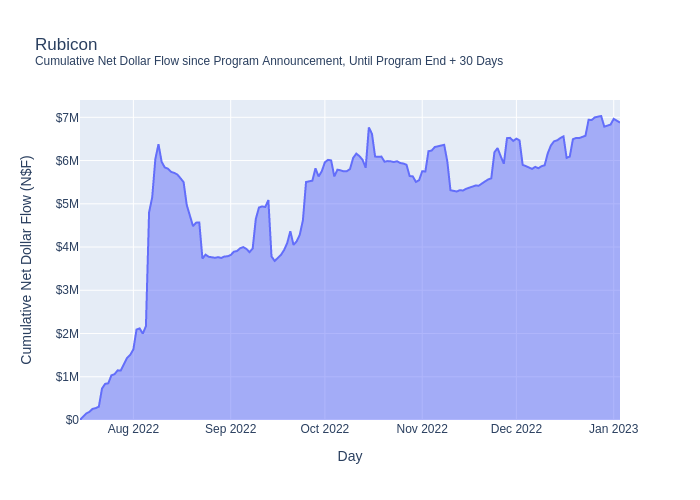 Rubicon
Cumulative Net Dollar Flow since Program Announcement, Until Program End + 30 Days
Cumulative Net Dollar Flow (N$F)
$7M
$6M
$5M
$4M
$3M
$2M
$1M
$0
Aug 2022 Sep 2022 Oct 2022 Nov 2022 Dec 2022 Jan 2023
Day